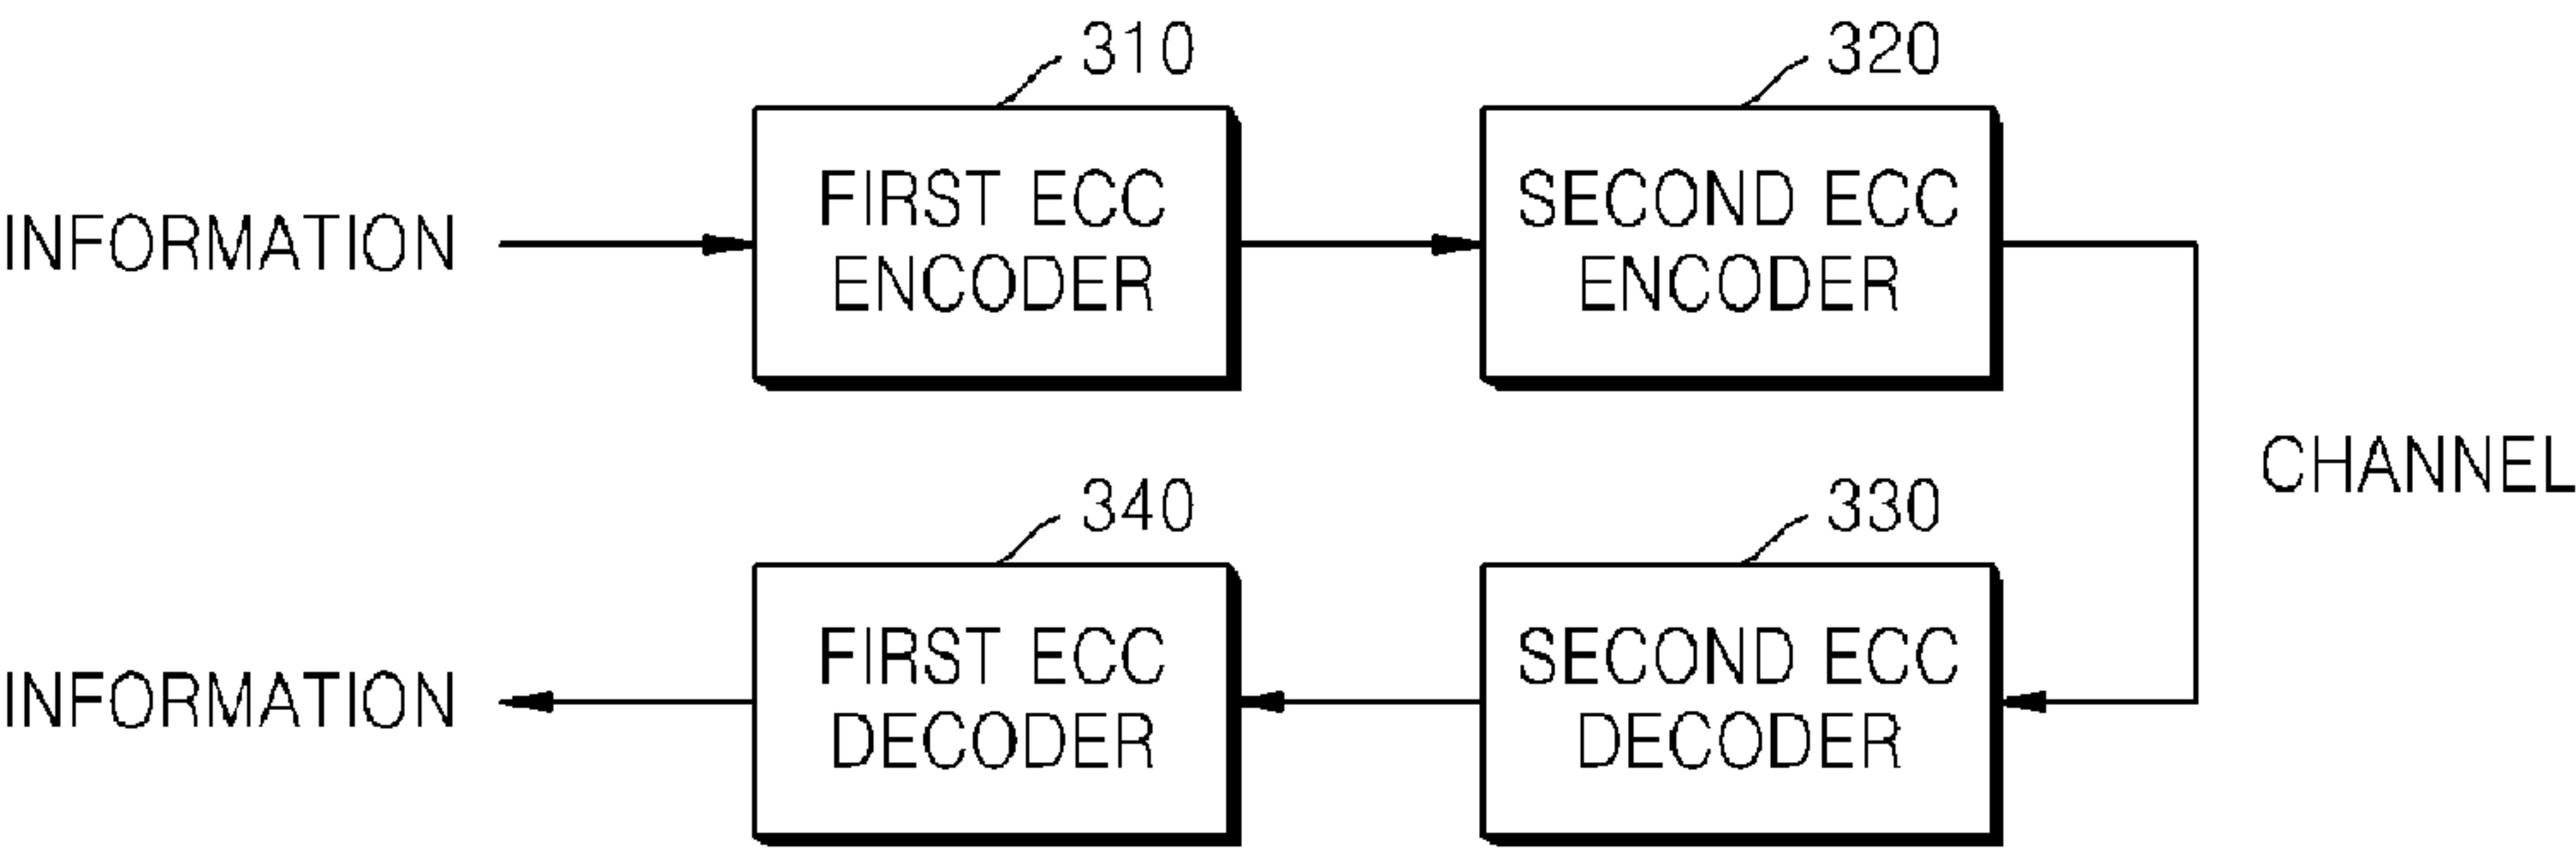 310
320
INFORMATION
FIRST ECC
ENCODER
SECOND ECC
ENCODER
CHANNEL
340
330
INFORMATION
FIRST ECC
DECODER
SECOND ECC
DECODER